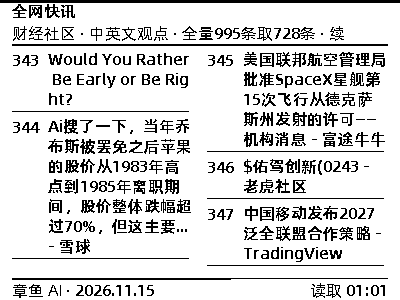 全网快讯
财经社区 · 中英文观点 · 全量995条取728条 · 续
343 Would You Rather
Be Early or Be Rig
ht?
344 Ai搜了一下，当年乔
布斯被罢免之后苹果
的股价从1983年高
点到1985年离职期
间，股价整体跌幅超
过70%，但这主要...
- 雪球
345 美国联邦航空管理局
批准SpaceX星舰第
15次飞行从德克萨
斯州发射的许可——
机构消息 - 富途牛牛
346 $佑驾创新(0243 -
老虎社区
347 中国移动发布2027
泛全联盟合作策略 -
TradingView
章鱼 AI · 2026.11.15
读取 01:01